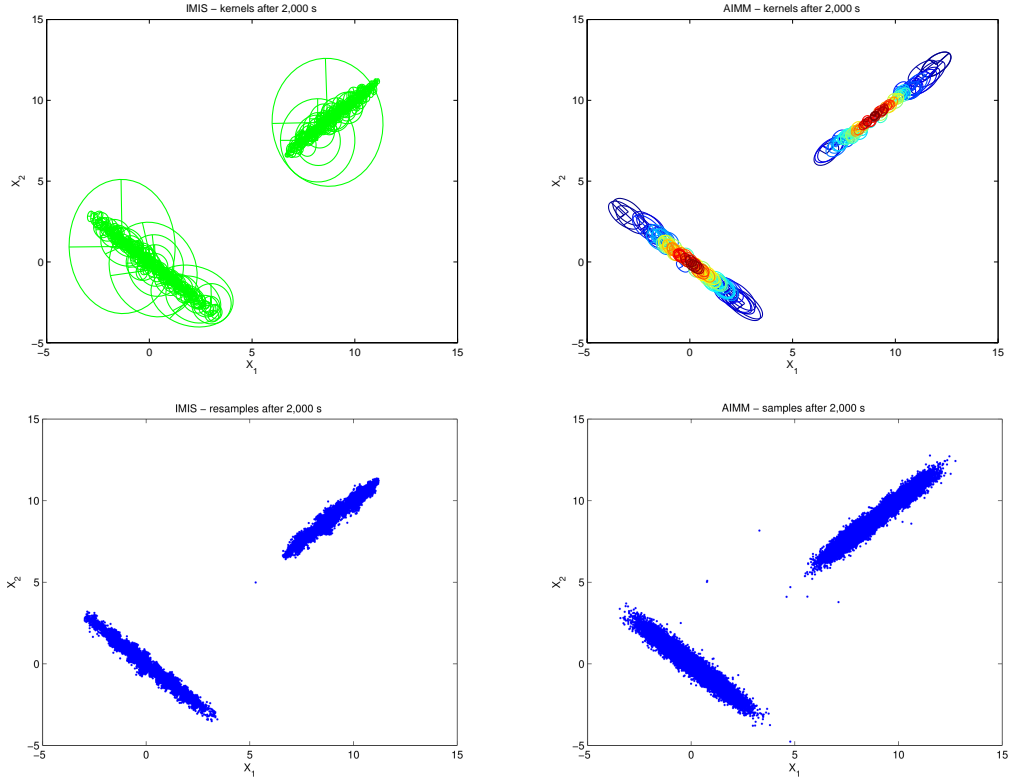 IMIS − kernels after 2,000 s
15
10
5
0
−5
−5 0 5 10 15
X2
X1
AIMM − kernels after 2,000 s
15
10
5
0
−5
−5 0 5 10 15
X2
X1
IMIS − resamples after 2,000 s
15
10
5
0
−5
−5 0 5 10 15
X2
X1
AIMM − samples after 2,000 s
15
10
5
0
−5
−5 0 5 10 15
X2
X1